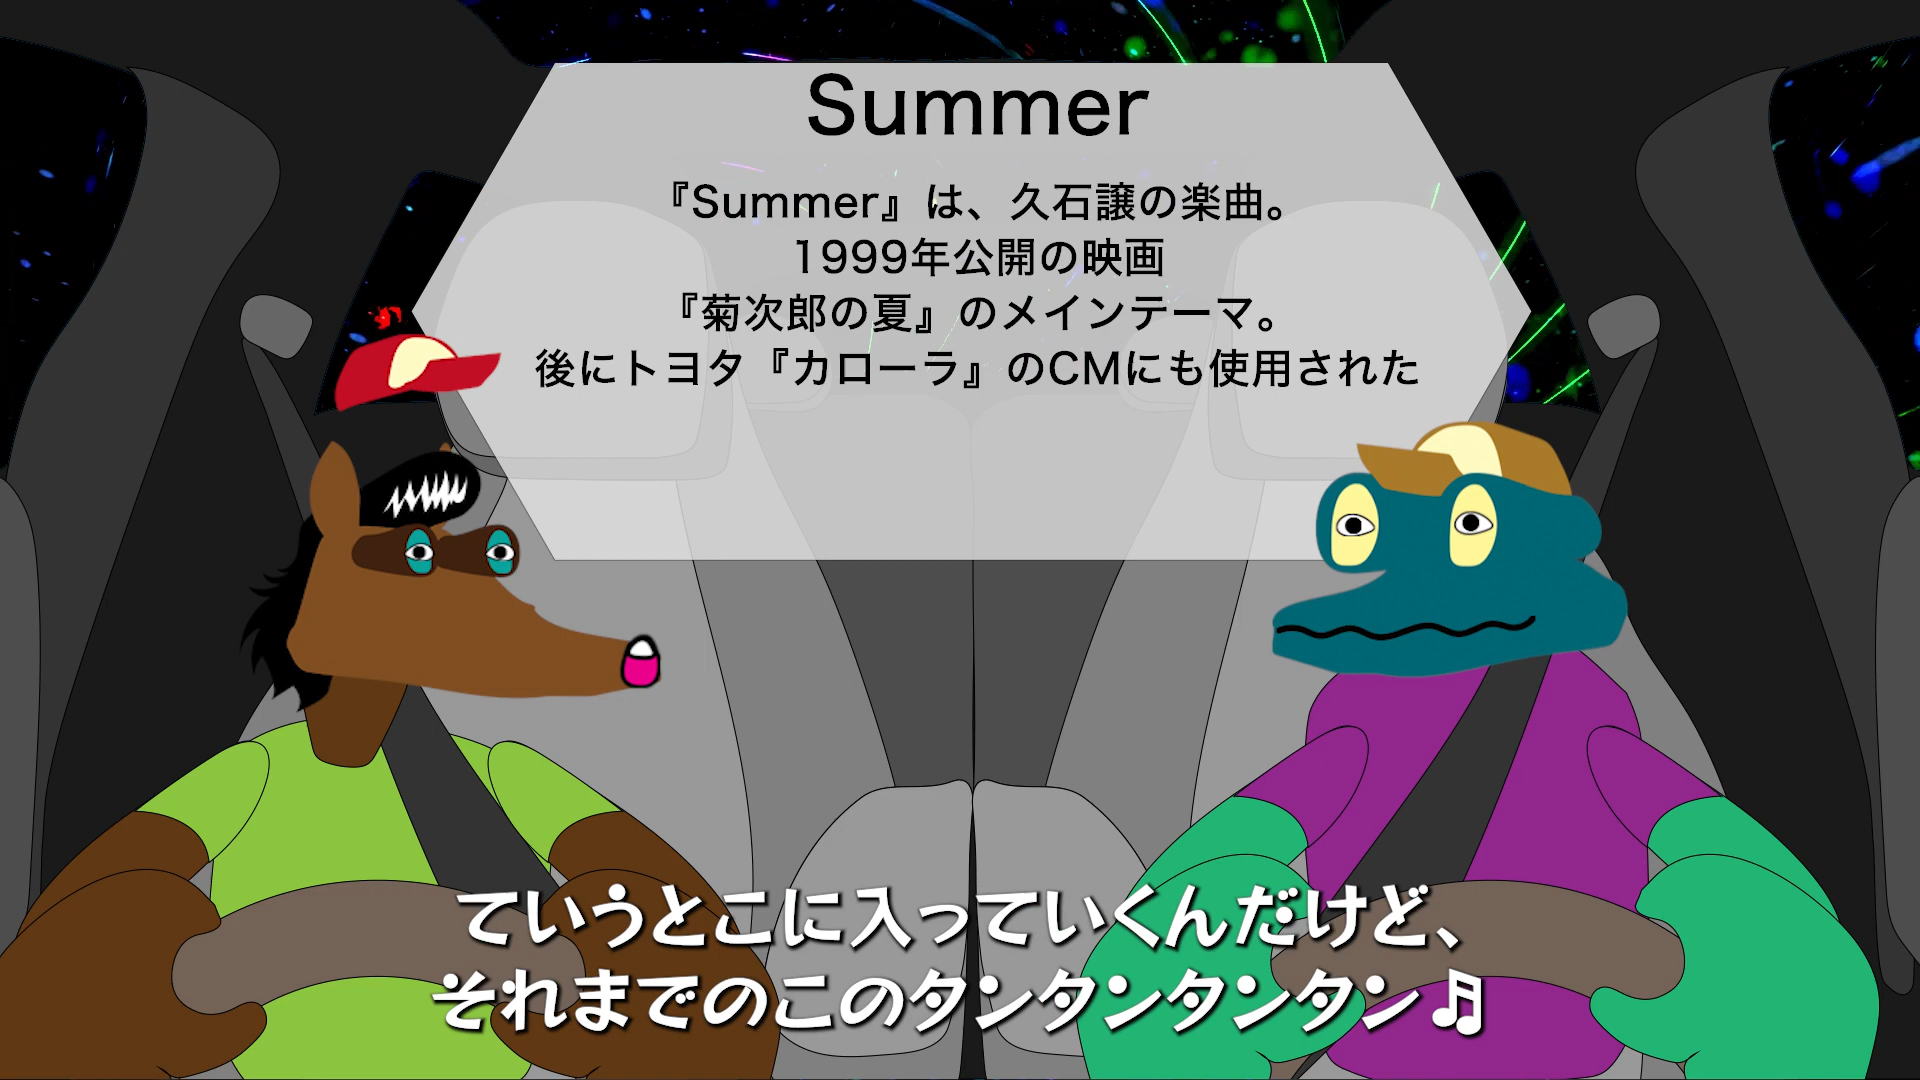 Summer
『Summer』は、久石譲の楽曲。
1999年公開の映画
『菊次郎の夏』のメインテーマ。
後にトヨタ『カローラ』のCMにも使用された
ていうとこに入っていくんだけど、
それまでのこのタンタンタンタン♫